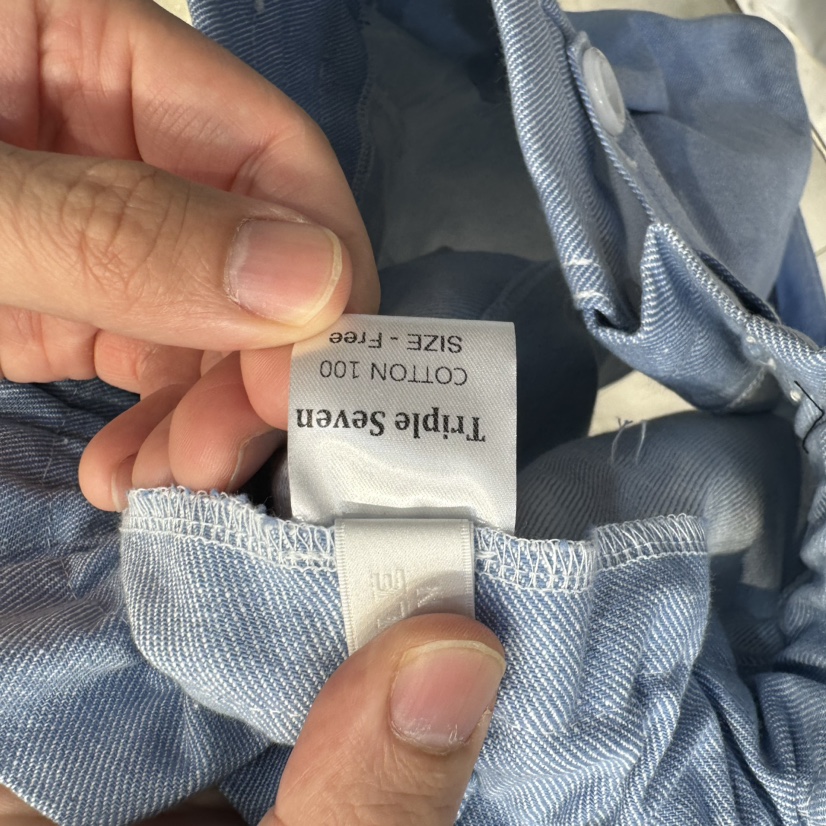 Triple Seven
COTTON 100
SIZE - Free